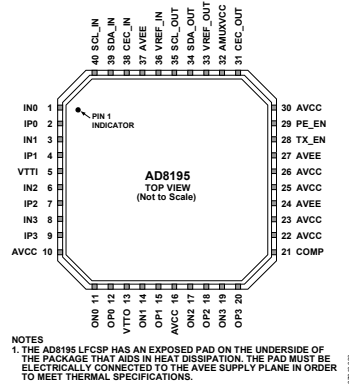 40 SCL_IN
39 SDA_IN
38 CEC_IN
37 AVEE
36 VREF_IN
35 SCL_OUT
34 SDA_OUT
33 VREF_OUT
32 AMUXVCC
31 CEC_OUT
IN0 1
IP0 2
IN1 3
IP1 4
VTTI 5
IN2 6
IP2 7
IN3 8
IP3 9
AVCC 10
PIN 1
INDICATOR
AD8195
TOP VIEW
(Not to Scale)
30 AVCC
29 PE_EN
28 TX_EN
27 AVEE
26 AVCC
25 AVCC
24 AVEE
23 AVCC
22 AVCC
21 COMP
ON0 11
OP0 12
VTTO 13
ON1 14
OP1 15
AVCC 16
ON2 17
OP2 18
ON3 19
OP3 20
NOTES
1. THE AD8195 LFCSP HAS AN EXPOSED PAD ON THE UNDERSIDE OF
THE PACKAGE THAT AIDS IN HEAT DISSIPATION. THE PAD MUST BE
ELECTRICALLY CONNECTED TO THE AVEE SUPPLY PLANE IN ORDER
TO MEET THERMAL SPECIFICATIONS.